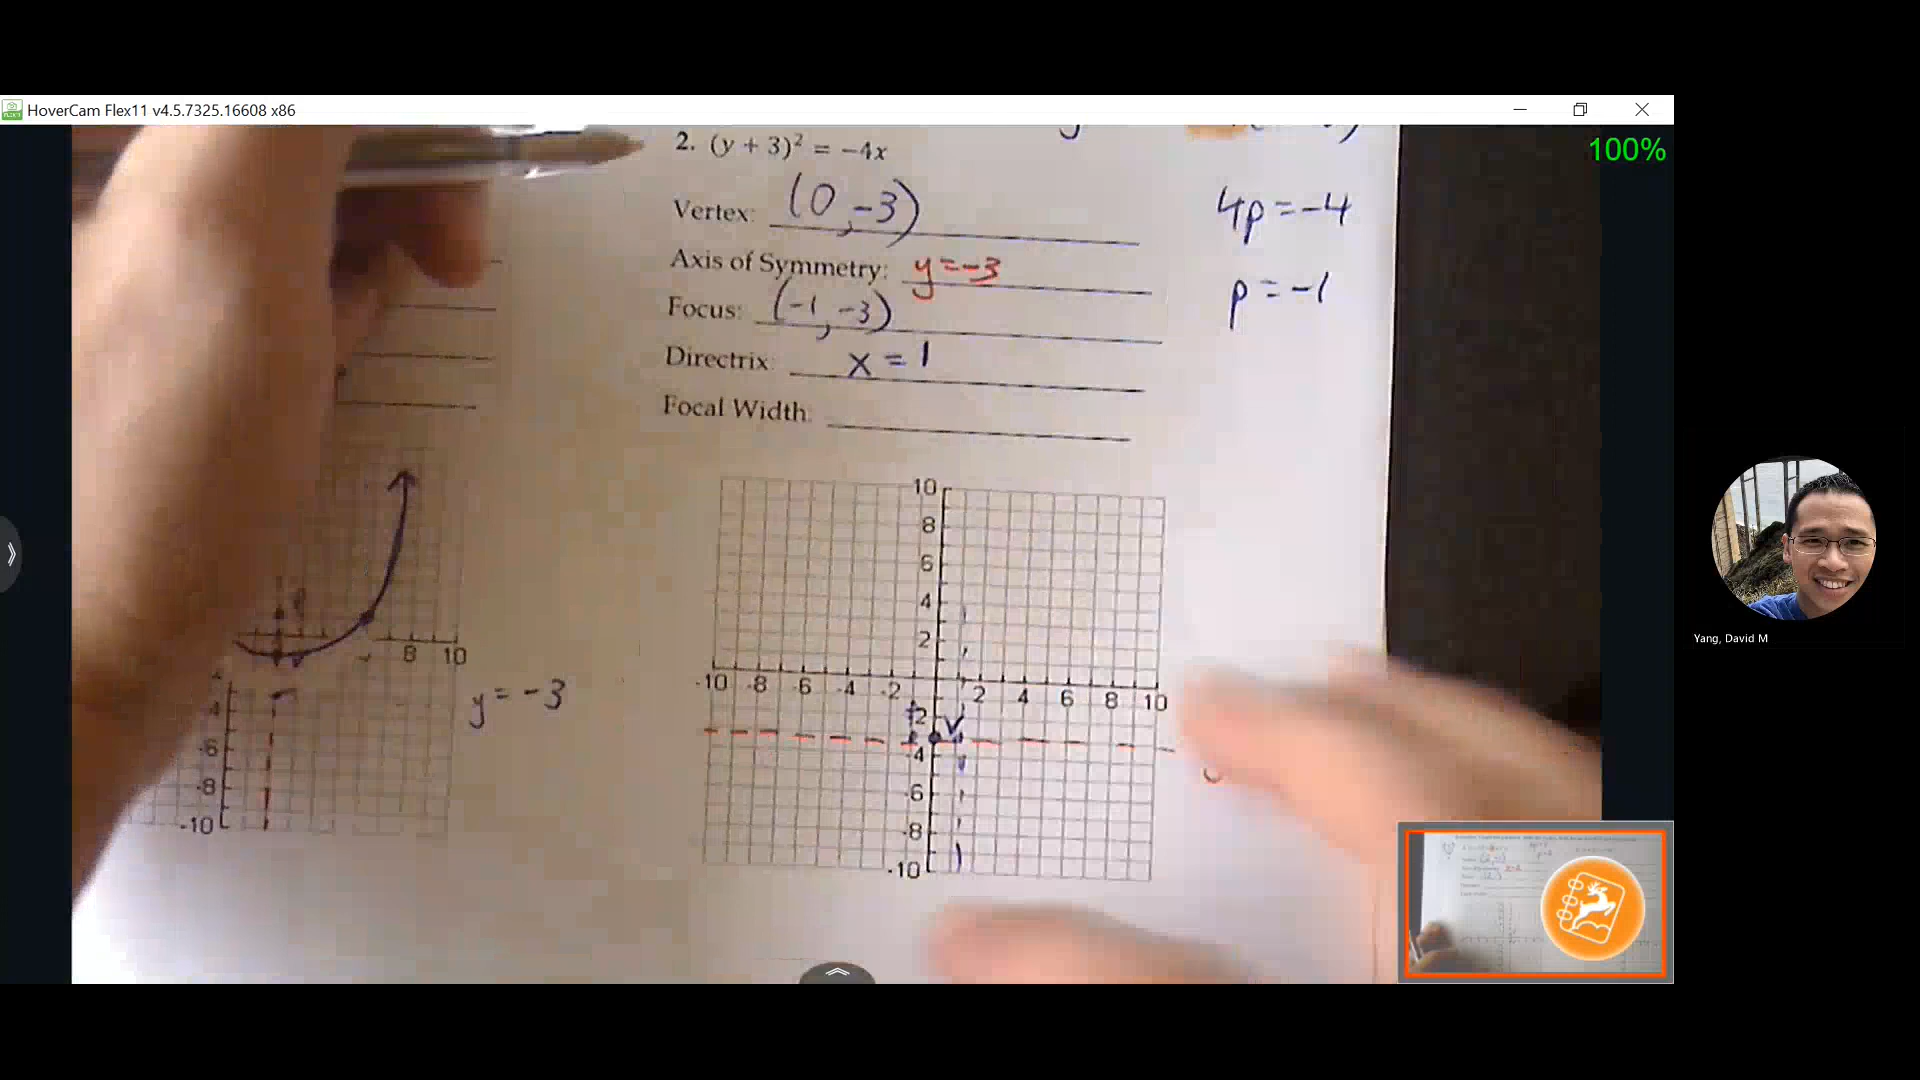 HoverCam Flex11 v4.5.7325.16608 x86
100%
2. (y + 3)² = −4x
Vertex: (0, −3)
4p = −4
Axis of Symmetry: y = −3
p = −1
Focus: (−1, −3)
Directrix: x = 1
Focal Width:
10
8
6
4
2
-10 -8 -6 -4 -2 2 4 6 8 10
-2
V
-4
-6
-8
-10
8 10
y = −3
-4
-6
-8
-10
Yang, David M